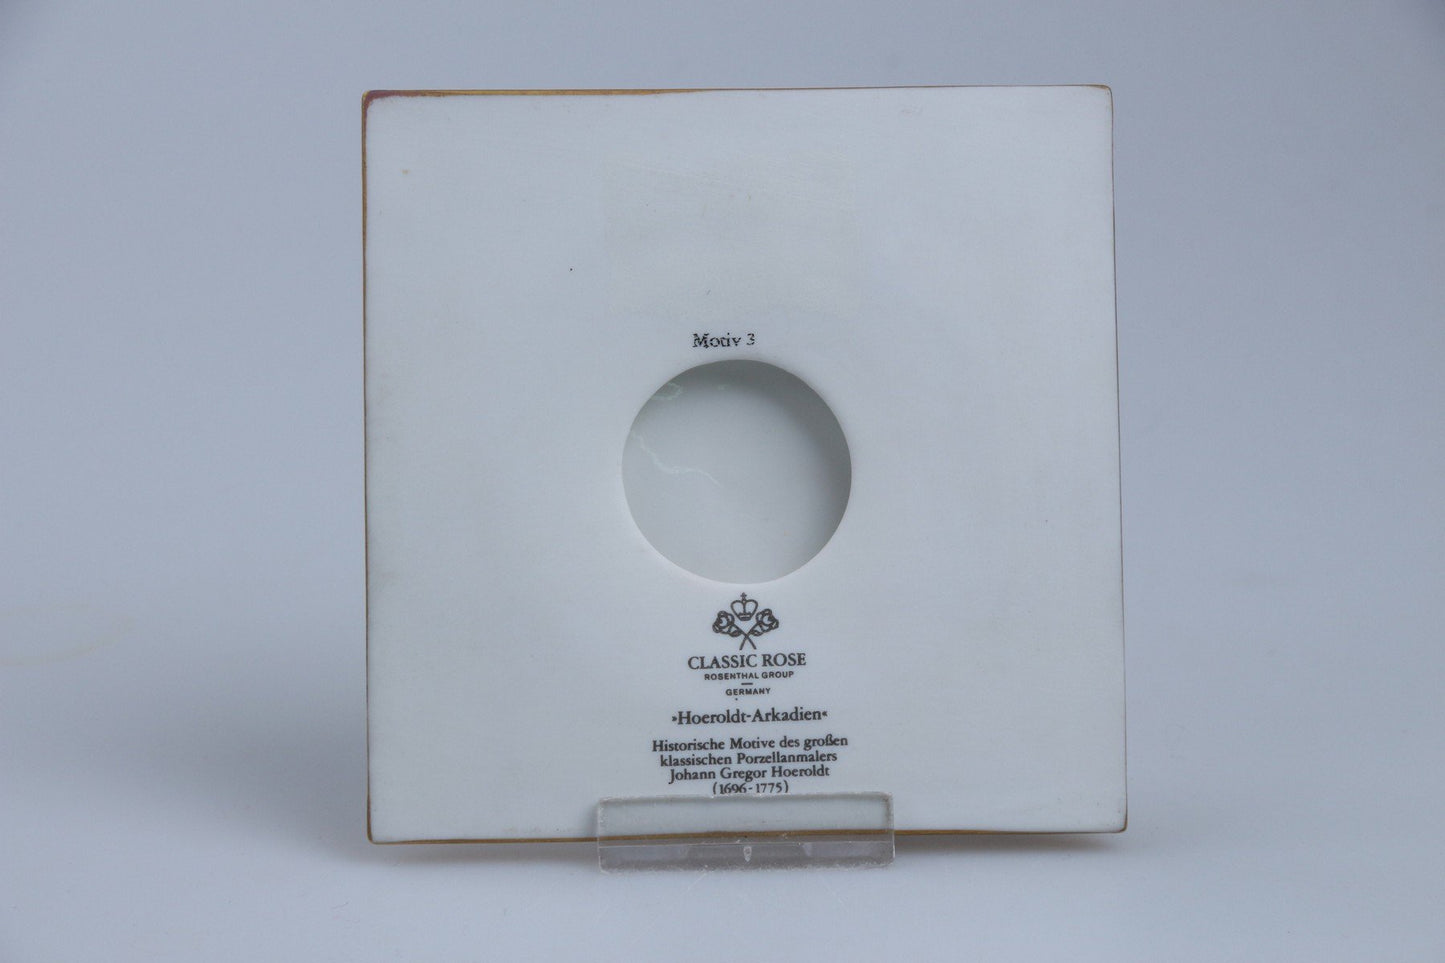 Motiv 3
CLASSIC ROSE
ROSENTHAL GROUP
GERMANY
»Hoeroldt-Arkadien«
Historische Motive des großen
klassischen Porzellanmalers
Johann Gregor Hoeroldt
(1696-1775)